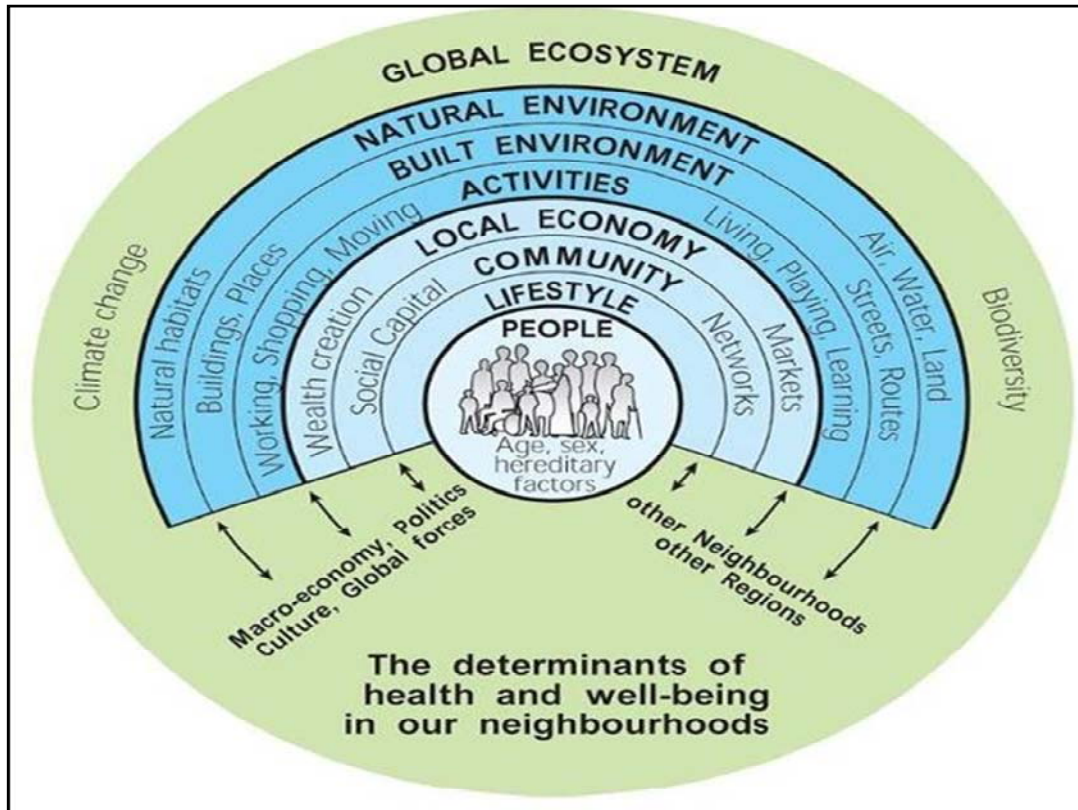 GLOBAL ECOSYSTEM
NATURAL ENVIRONMENT
BUILT ENVIRONMENT
ACTIVITIES
LOCAL ECONOMY
COMMUNITY
LIFESTYLE
PEOPLE
Age, sex,
hereditary
factors
Climate change
Natural habitats
Buildings, Places
Working, Shopping, Moving
Wealth creation
Social Capital
Networks
Markets
Living, Playing, Learning
Streets, Routes
Air, Water, Land
Biodiversity
Macro-economy, Politics
Culture, Global forces
other Neighbourhoods
other Regions
The determinants of
health and well-being
in our neighbourhoods